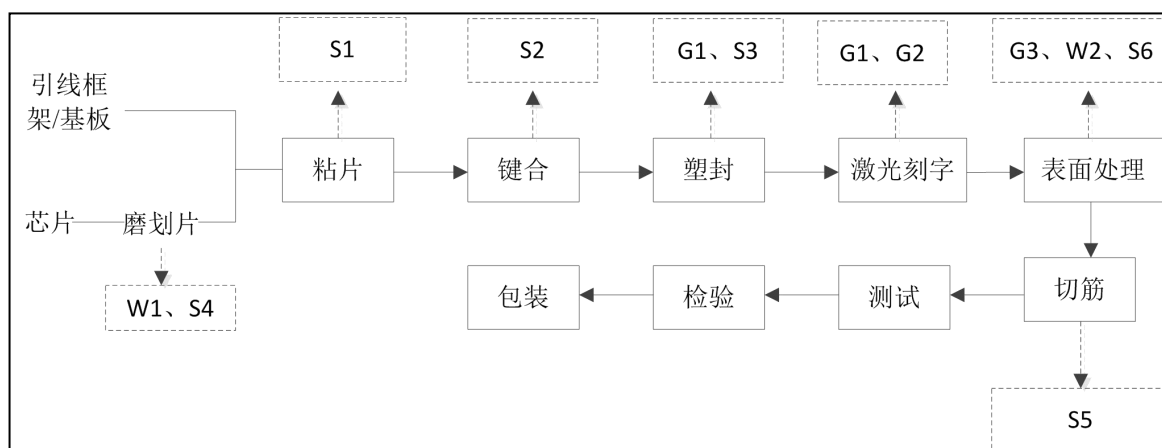 S1
S2
G1、S3
G1、G2
G3、W2、S6
引线框
架/基板
粘片
键合
塑封
激光刻字
表面处理
芯片
磨划片
W1、S4
包装
检验
测试
切筋
S5